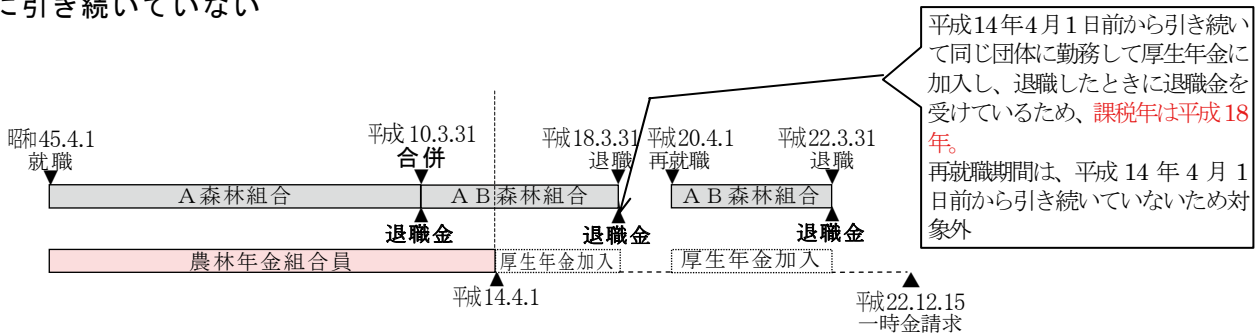 に引き続いていない
平成14年4月1日前から引き続い
て同じ団体に勤務して厚生年金に
加入し、退職したときに退職金を
受けているため、課税年は平成18
年。
再就職期間は、平成 14 年 4 月 1
日前から引き続いていないため対
象外
昭和45.4.1
就職
平成 10.3.31
合併
平成18.3.31
退職
平成20.4.1
再就職
平成22.3.31
退職
A森林組合
AB森林組合
AB森林組合
退職金
退職金
退職金
農林年金組合員
厚生年金加入
厚生年金加入
平成14.4.1
平成22.12.15
一時金請求